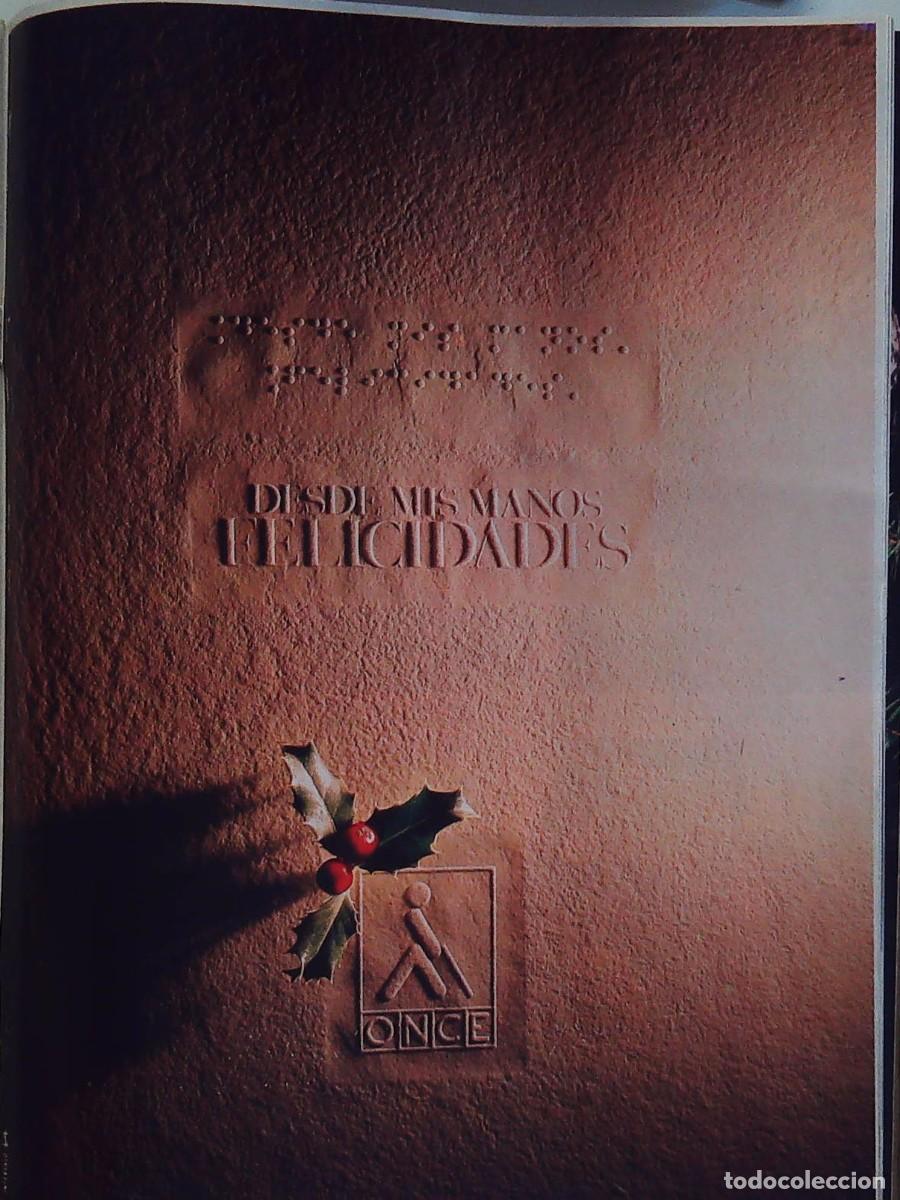 DESDE MIS MANOS
FELICIDADES
ONCE
todocoleccion